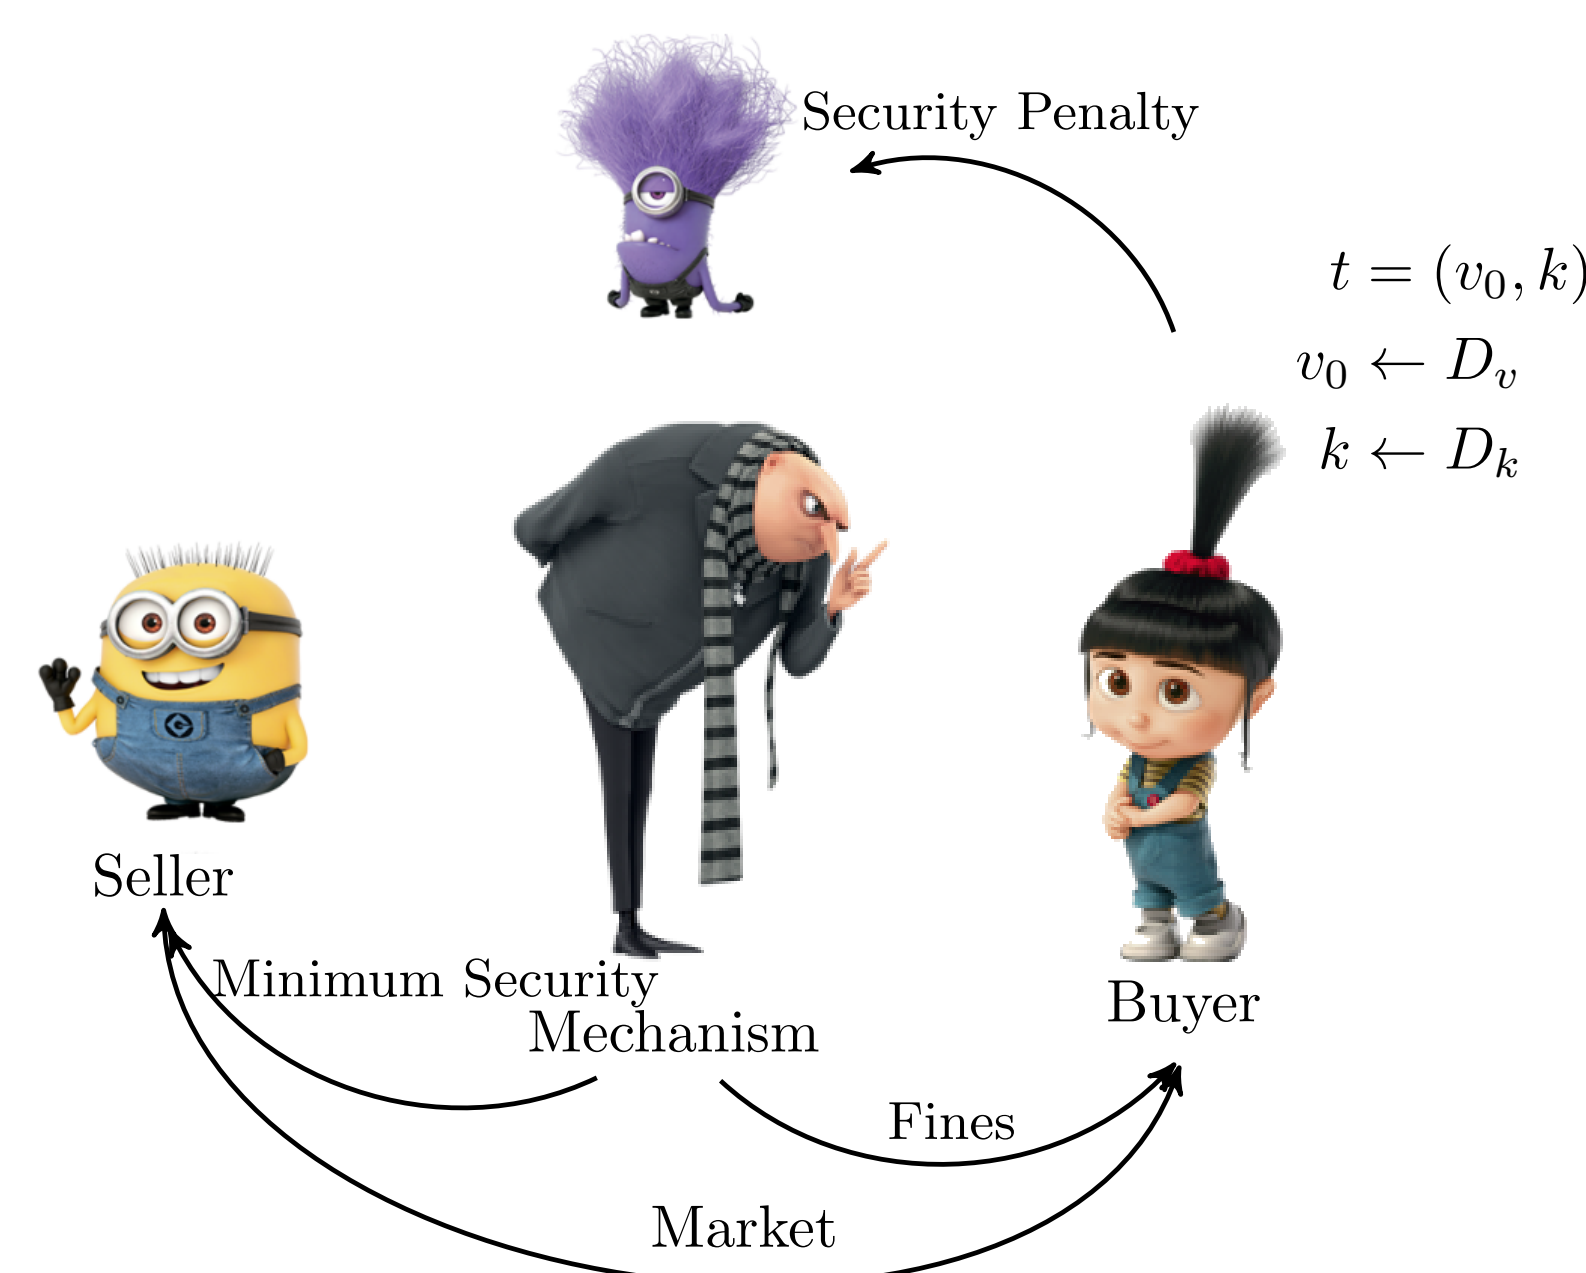 Security Penalty
t = (v₀, k)
v₀ ← Dᵥ
k ← Dₖ
Seller
Minimum Security
Mechanism
Buyer
Fines
Market